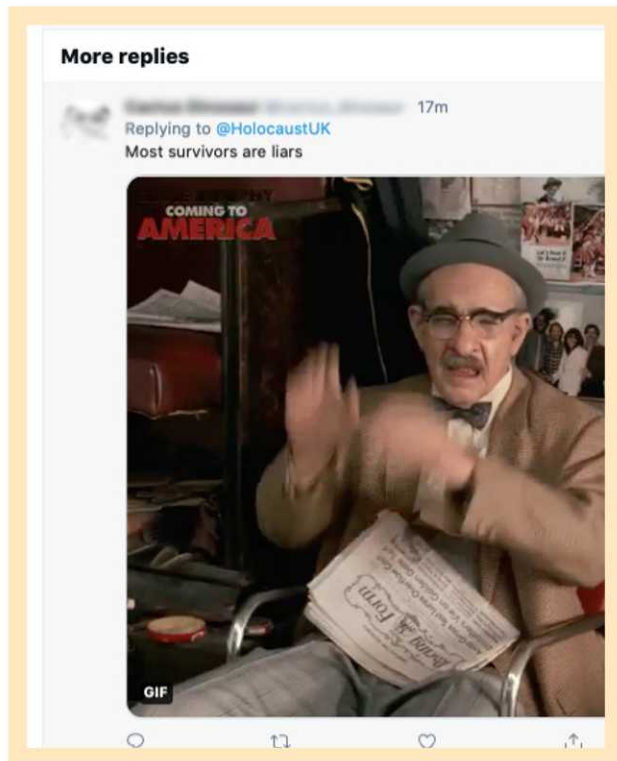 More replies
17m
Replying to @HolocaustUK
Most survivors are liars
COMING TO
AMERICA
GIF